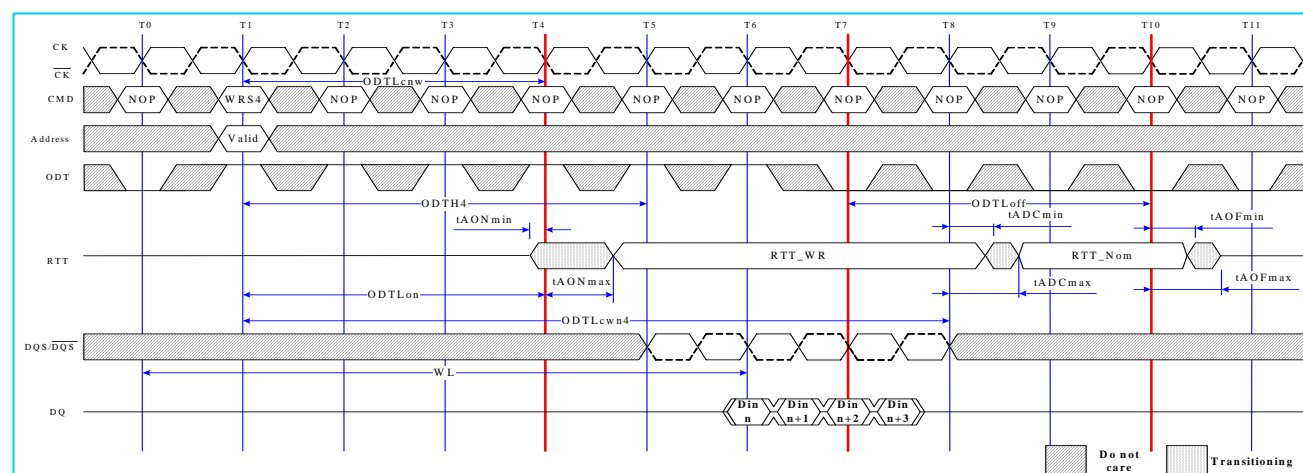 T0 T1 T2 T3 T4 T5 T6 T7 T8 T9 T10 T11
CK
CK
ODTLcnw
CMD NOP WRS4 NOP NOP NOP NOP NOP NOP NOP NOP NOP NOP
Address Valid
ODT
ODTH4 ODTLoff
tAONmin tADCmin tAOFmin
RTT RTT_WR RTT_Nom
tAONmax tADCmax tAOFmax
ODTLon
ODTLcwn4
DQS/DQS
WL
DQ Din n Din n+1 Din n+2 Din n+3
Do not care Transitioning